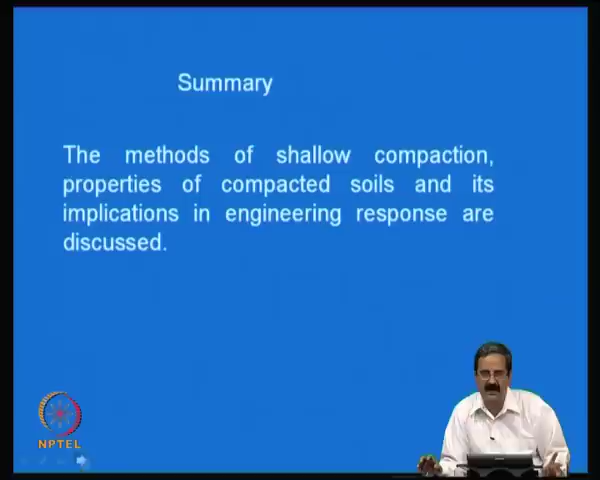 Summary
The methods of shallow compaction,
properties of compacted soils and its
implications in engineering response are
discussed.
NPTEL